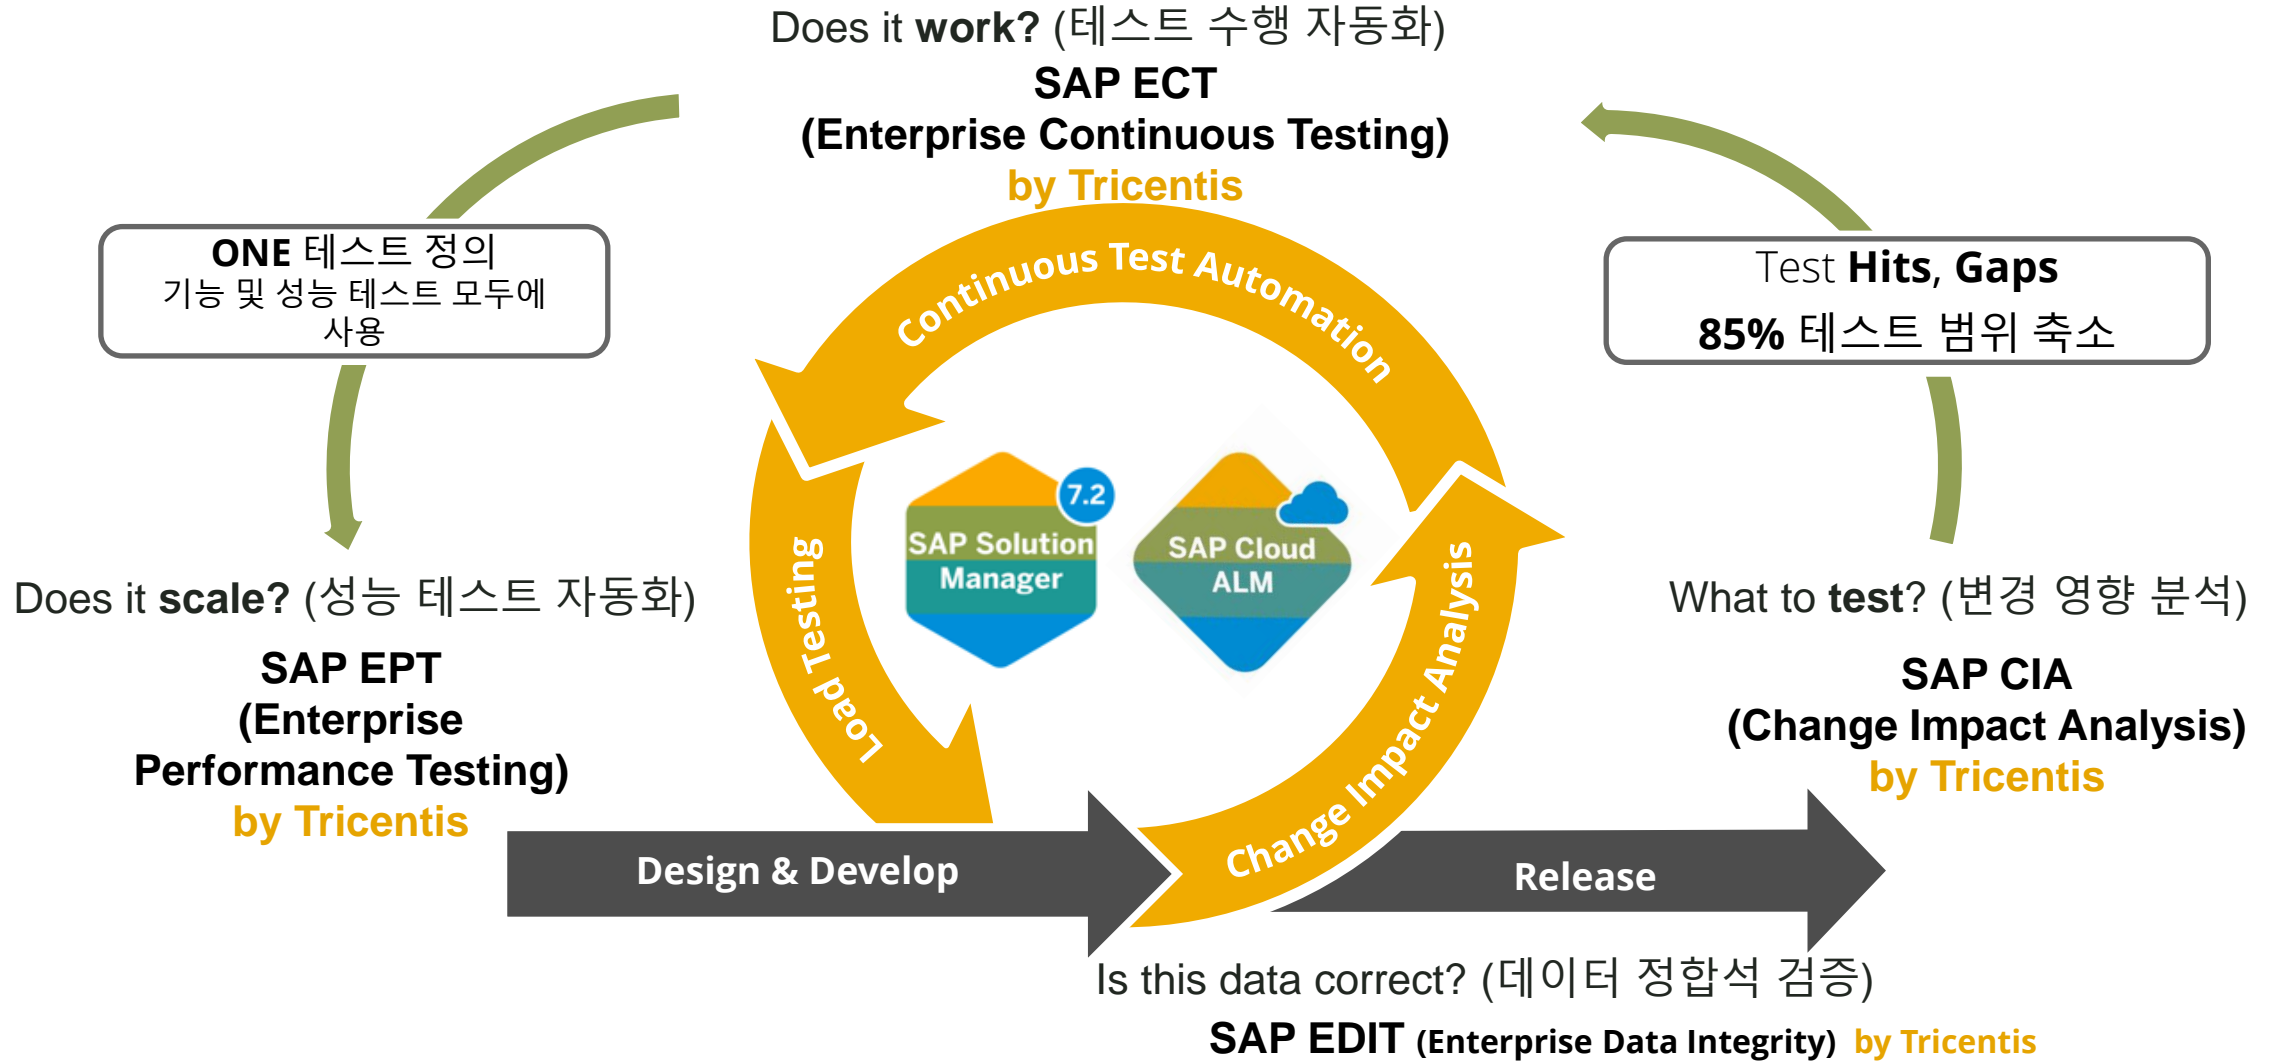 Does it work? (테스트 수행 자동화)
SAP ECT
(Enterprise Continuous Testing)
by Tricentis
ONE 테스트 정의
기능 및 성능 테스트 모두에
사용
Test Hits, Gaps
85% 테스트 범위 축소
Continuous Test Automation
Load Testing
Change Impact Analysis
7.2
SAP Solution
Manager
SAP Cloud
ALM
Does it scale? (성능 테스트 자동화)
SAP EPT
(Enterprise
Performance Testing)
by Tricentis
What to test? (변경 영향 분석)
SAP CIA
(Change Impact Analysis)
by Tricentis
Design & Develop
Release
Is this data correct? (데이터 정합석 검증)
SAP EDIT (Enterprise Data Integrity) by Tricentis